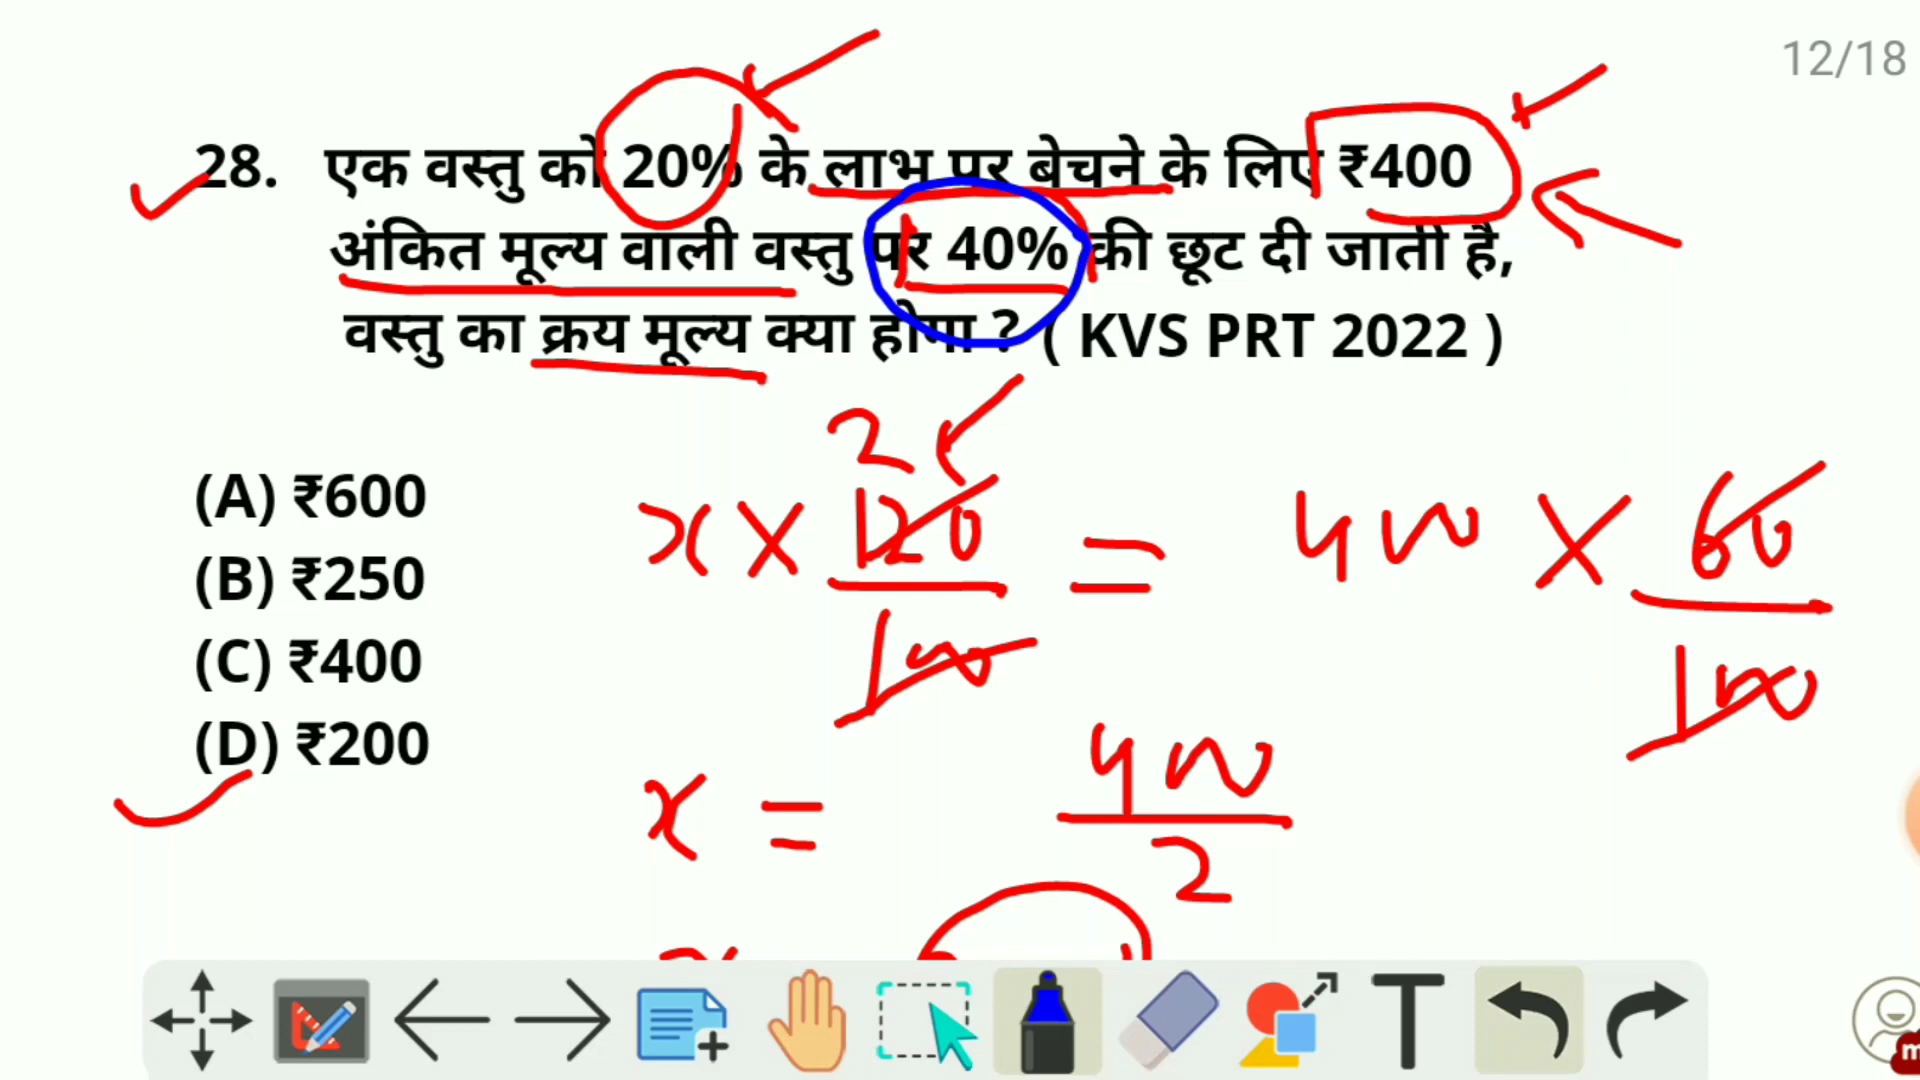 12/18
28. एक वस्तु को 20% के लाभ पर बेचने के लिए ₹400
अंकित मूल्य वाली वस्तु पर 40% की छूट दी जाती है,
वस्तु का क्रय मूल्य क्या होगा ? ( KVS PRT 2022 )
(A) ₹600
(B) ₹250
(C) ₹400
(D) ₹200
2
x × 120/100 = 400 × 60/100
x = 400/2
T
m